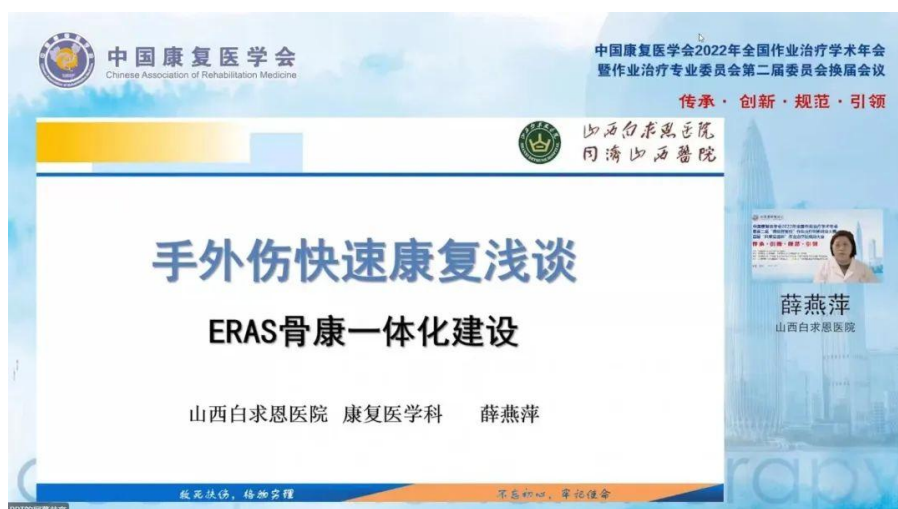 中国康复医学会
Chinese Association of Rehabilitation Medicine
中国康复医学会2022年全国作业治疗学术年会
暨作业治疗专业委员会第二届委员会换届会议
传承·创新·规范·引领
山西白求恩医院
同济山西醫院
手外伤快速康复浅谈
ERAS骨康一体化建设
山西白求恩医院 康复医学科 薛燕萍
薛燕萍
山西白求恩医院
救死扶伤，格物穷理
不忘初心，牢记使命